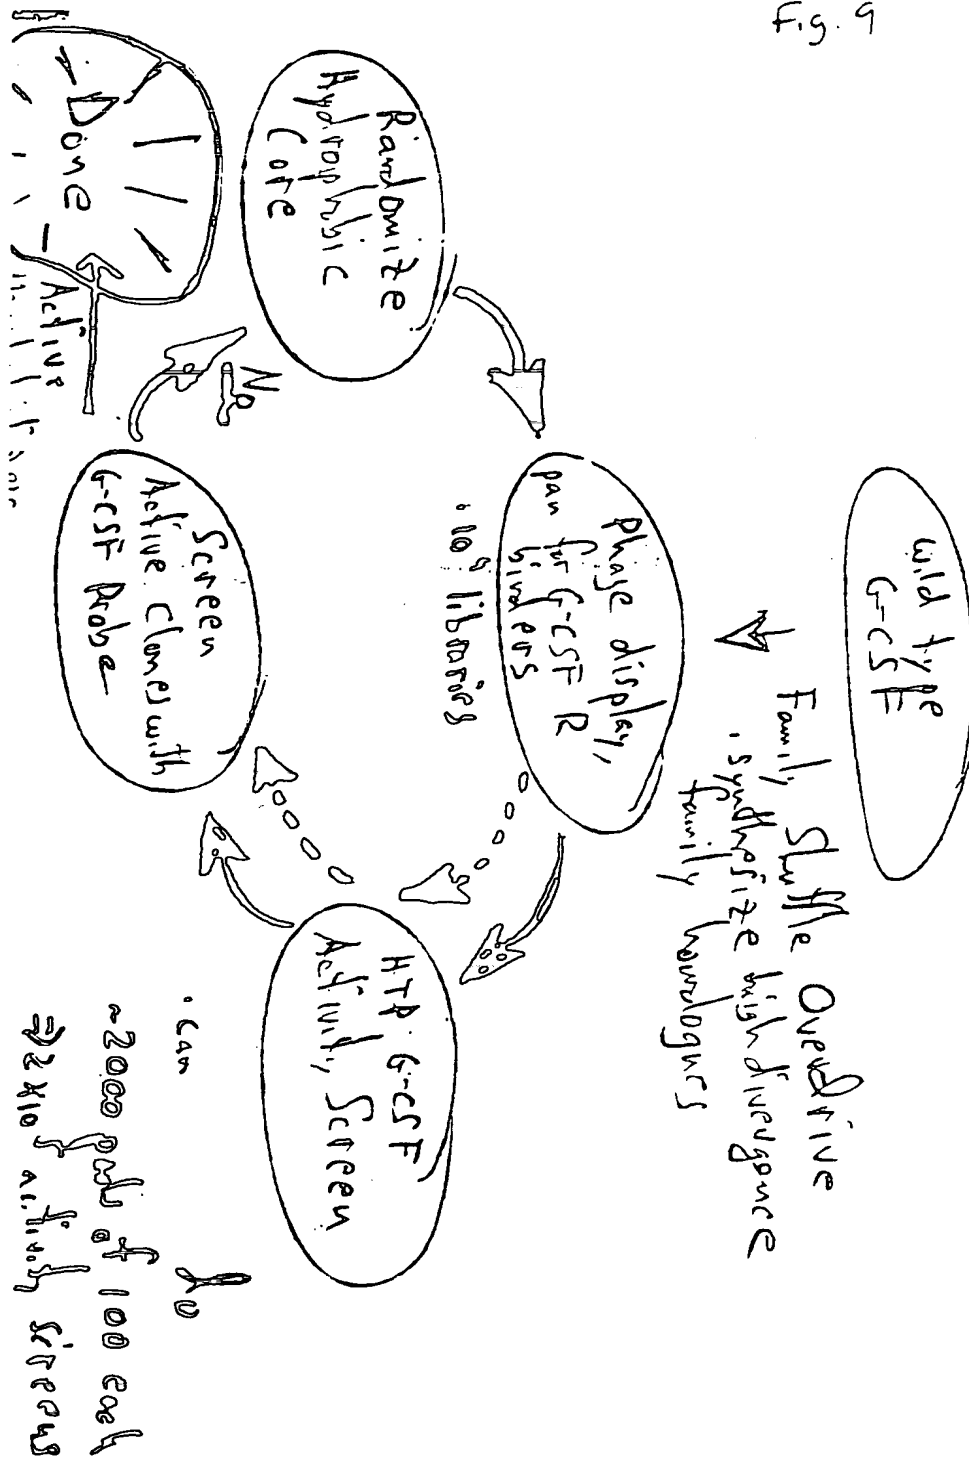 Fig. 9
Wild type
G-CSF
Family Shuffle Overdrive
. synthesize high divergence
family homologues
Phage display,
pan for G-CSF R
binders
. 10⁹ libraries
Randomize
Hydrophobic
Core
HTP G-CSF
Activity Screen
. can do
~2000 pools of 100 each
⇒ 2x10⁵ activity screens
Screen
Active Clones with
G-CSF Probe
No
Active
Done